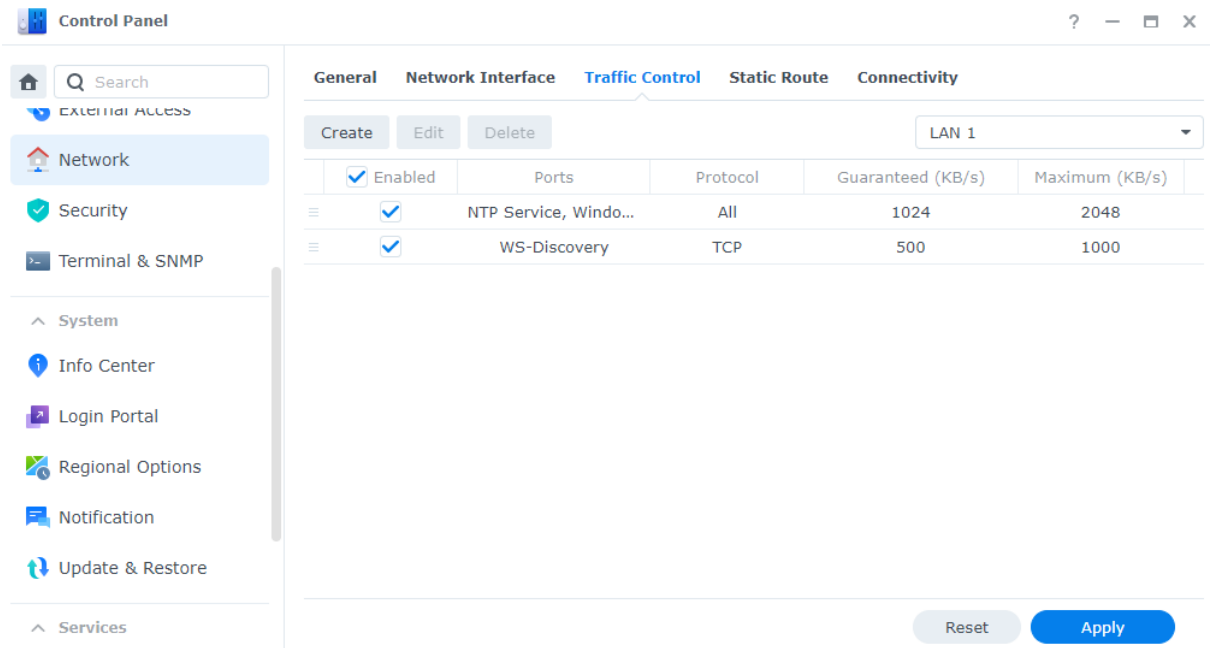 Control Panel
?
Search
External Access
Network
Security
Terminal & SNMP
System
Info Center
Login Portal
Regional Options
Notification
Update & Restore
Services
General Network Interface Traffic Control Static Route Connectivity
Create Edit Delete LAN 1
Enabled Ports Protocol Guaranteed (KB/s) Maximum (KB/s)
NTP Service, Windo... All 1024 2048
WS-Discovery TCP 500 1000
Reset Apply